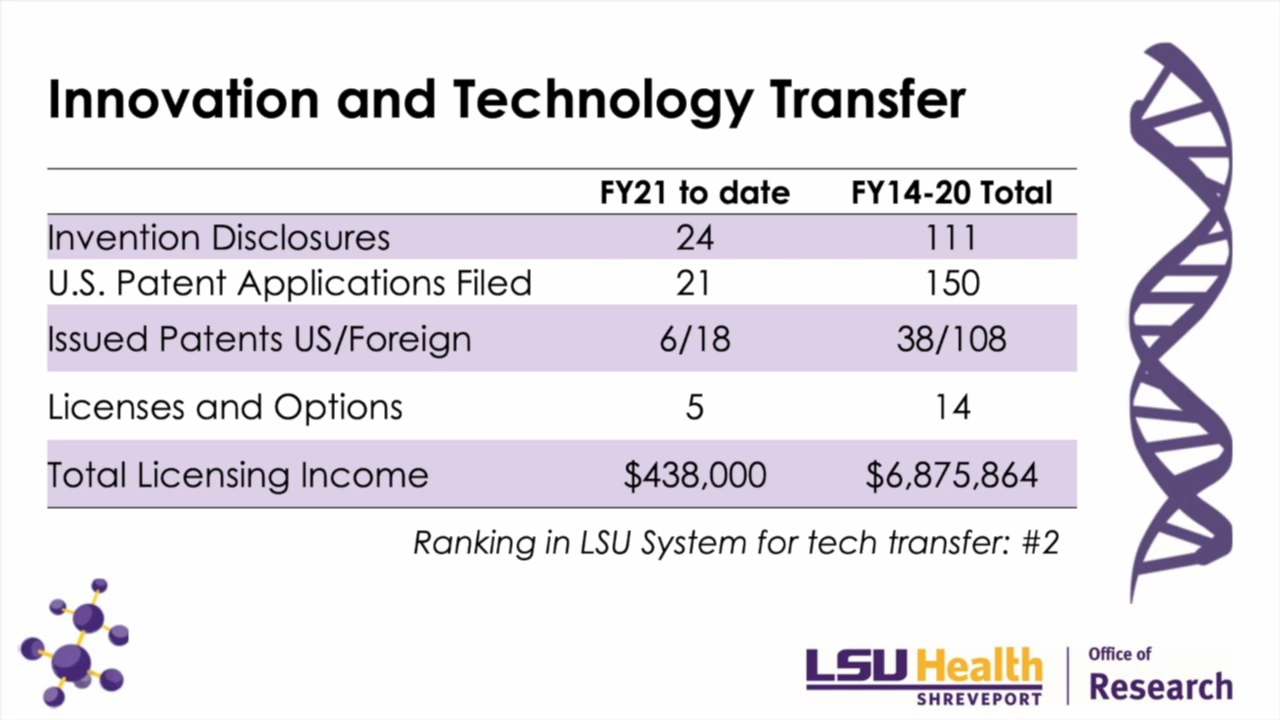 Innovation and Technology Transfer
FY21 to date FY14-20 Total
Invention Disclosures 24 111
U.S. Patent Applications Filed 21 150
Issued Patents US/Foreign 6/18 38/108
Licenses and Options 5 14
Total Licensing Income $438,000 $6,875,864
Ranking in LSU System for tech transfer: #2
LSU Health
SHREVEPORT
Office of
Research